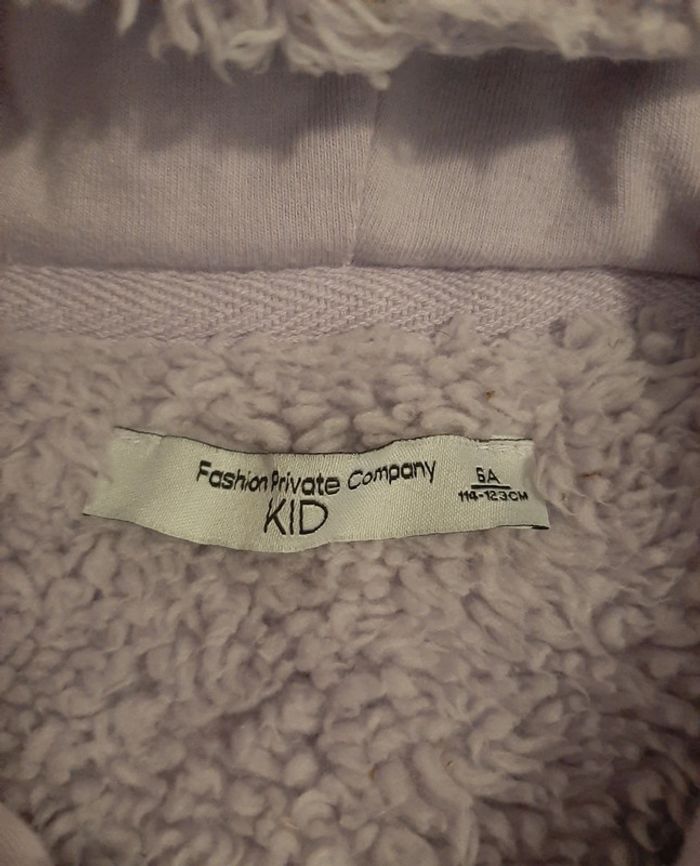 Fashion Private Company
KID
6A
114-123CM